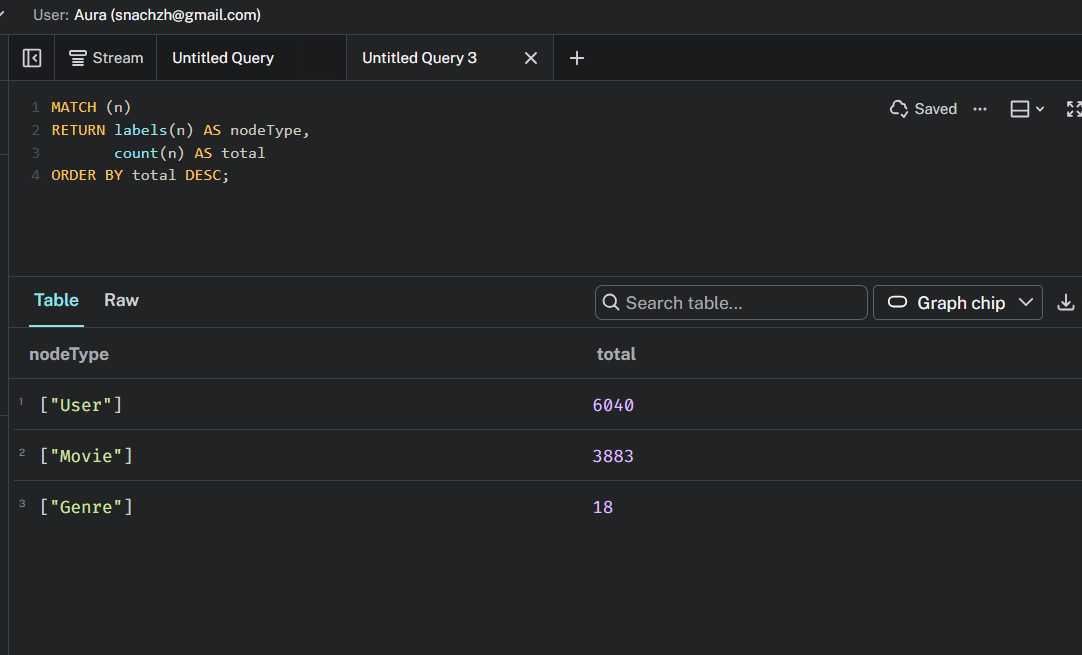 User: Aura (snachzh@gmail.com)
Stream Untitled Query Untitled Query 3
1 MATCH (n)
2 RETURN labels(n) AS nodeType,
3 count(n) AS total
4 ORDER BY total DESC;
Saved
Table Raw Search table... Graph chip
nodeType total
1 ["User"] 6040
2 ["Movie"] 3883
3 ["Genre"] 18